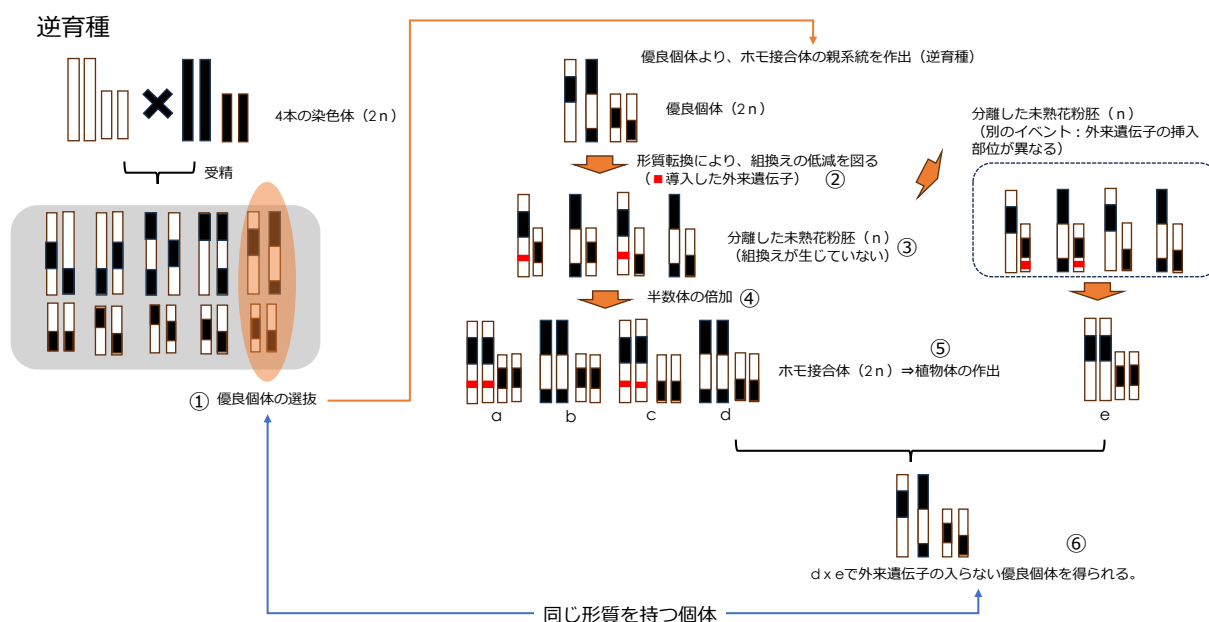 逆育種
4本の染色体（2ｎ）
受精
① 優良個体の選抜
優良個体より、ホモ接合体の親系統を作出（逆育種）
優良個体（2ｎ）
形質転換により、組換えの低減を図る
（■導入した外来遺伝子） ②
分離した未熟花粉胚（ｎ）
（組換えが生じていない） ③
半数体の倍加 ④
分離した未熟花粉胚（ｎ）
（別のイベント：外来遺伝子の挿入
部位が異なる）
⑤
ホモ接合体（2ｎ）⇒植物体の作出
a b c d e
⑥
ｄｘｅで外来遺伝子の入らない優良個体を得られる。
同じ形質を持つ個体